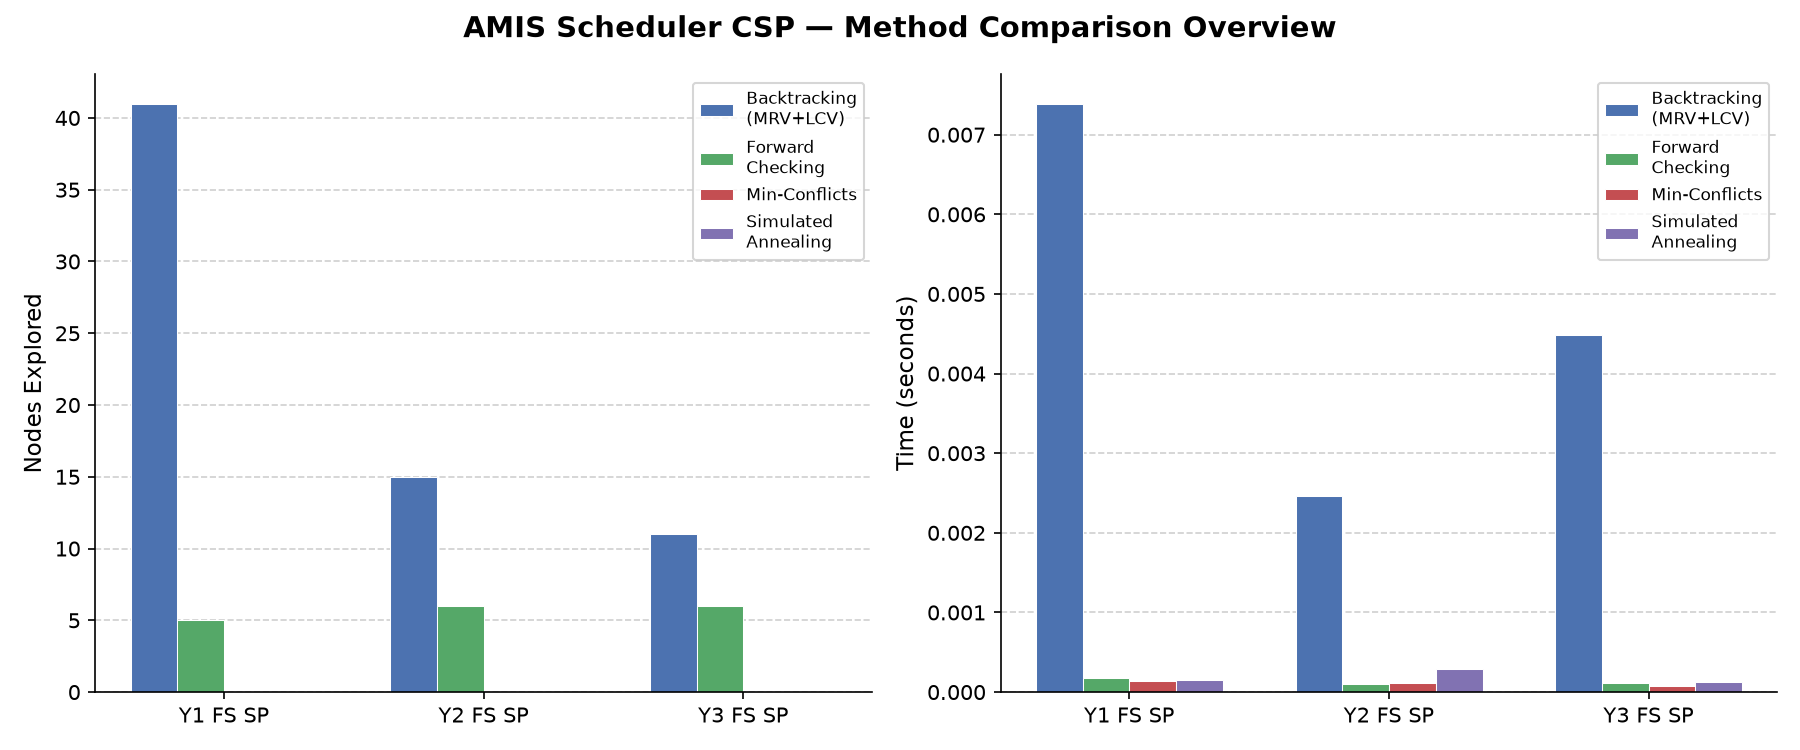 AMIS Scheduler CSP — Method Comparison Overview
Nodes Explored
40
35
30
25
20
15
10
5
0
Y1 FS SP
Y2 FS SP
Y3 FS SP
Backtracking
(MRV+LCV)
Forward
Checking
Min-Conflicts
Simulated
Annealing
Time (seconds)
0.007
0.006
0.005
0.004
0.003
0.002
0.001
0.000
Y1 FS SP
Y2 FS SP
Y3 FS SP
Backtracking
(MRV+LCV)
Forward
Checking
Min-Conflicts
Simulated
Annealing